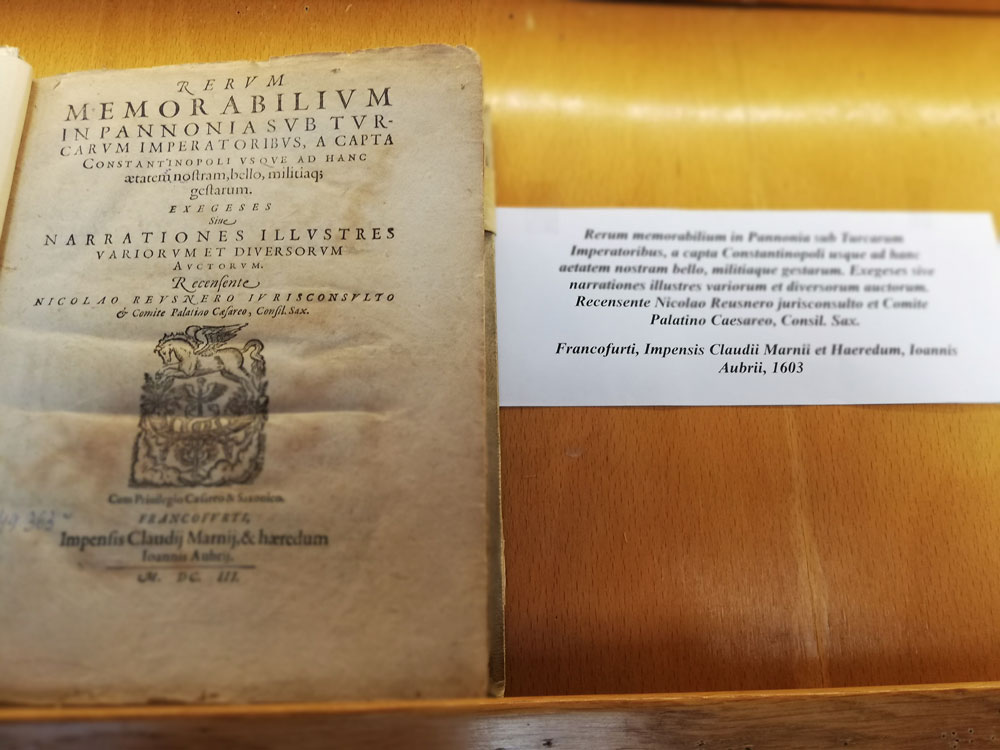 RERVM
MEMORABILIVM
IN PANNONIA SVB TVR-
CARVM IMPERATORIBVS, A CAPTA
CONSTANTINOPOLI VSQVE AD HANC
ætatem nostram, bello, militiaq;
gestarum.
EXEGESES
Siue
NARRATIONES ILLVSTRES
VARIORVM ET DIVERSORVM
AVCTORVM.
Recensente
NICOLAO REVSNERO IVRISCONSVLTO
& Comite Palatino Cæsareo, Consil. Sax.
Cum Priuilegio Cæsareo & Saxonico.
FRANCOFVRTI,
Impensis Claudij Marnij, & hæredum
Ioannis Aubrij.
M. DC. III.
Rerum memorabilium in Pannonia sub Turcarum
Imperatoribus, a capta Constantinopoli usque ad hanc
aetatem nostram bello, militiaque gestarum. Exegeses sive
narrationes illustres variorum et diversorum auctorum.
Recensente Nicolao Reusnero jurisconsulto et Comite
Palatino Caesareo, Consil. Sax.
Francofurti, Impensis Claudii Marnii et Haeredum, Ioannis
Aubrii, 1603